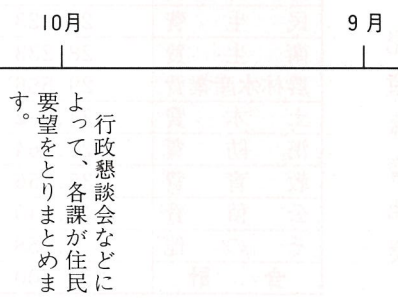 10月
9月
行政懇談会などに
よって、各課が住民
要望をとりまとめま
す。